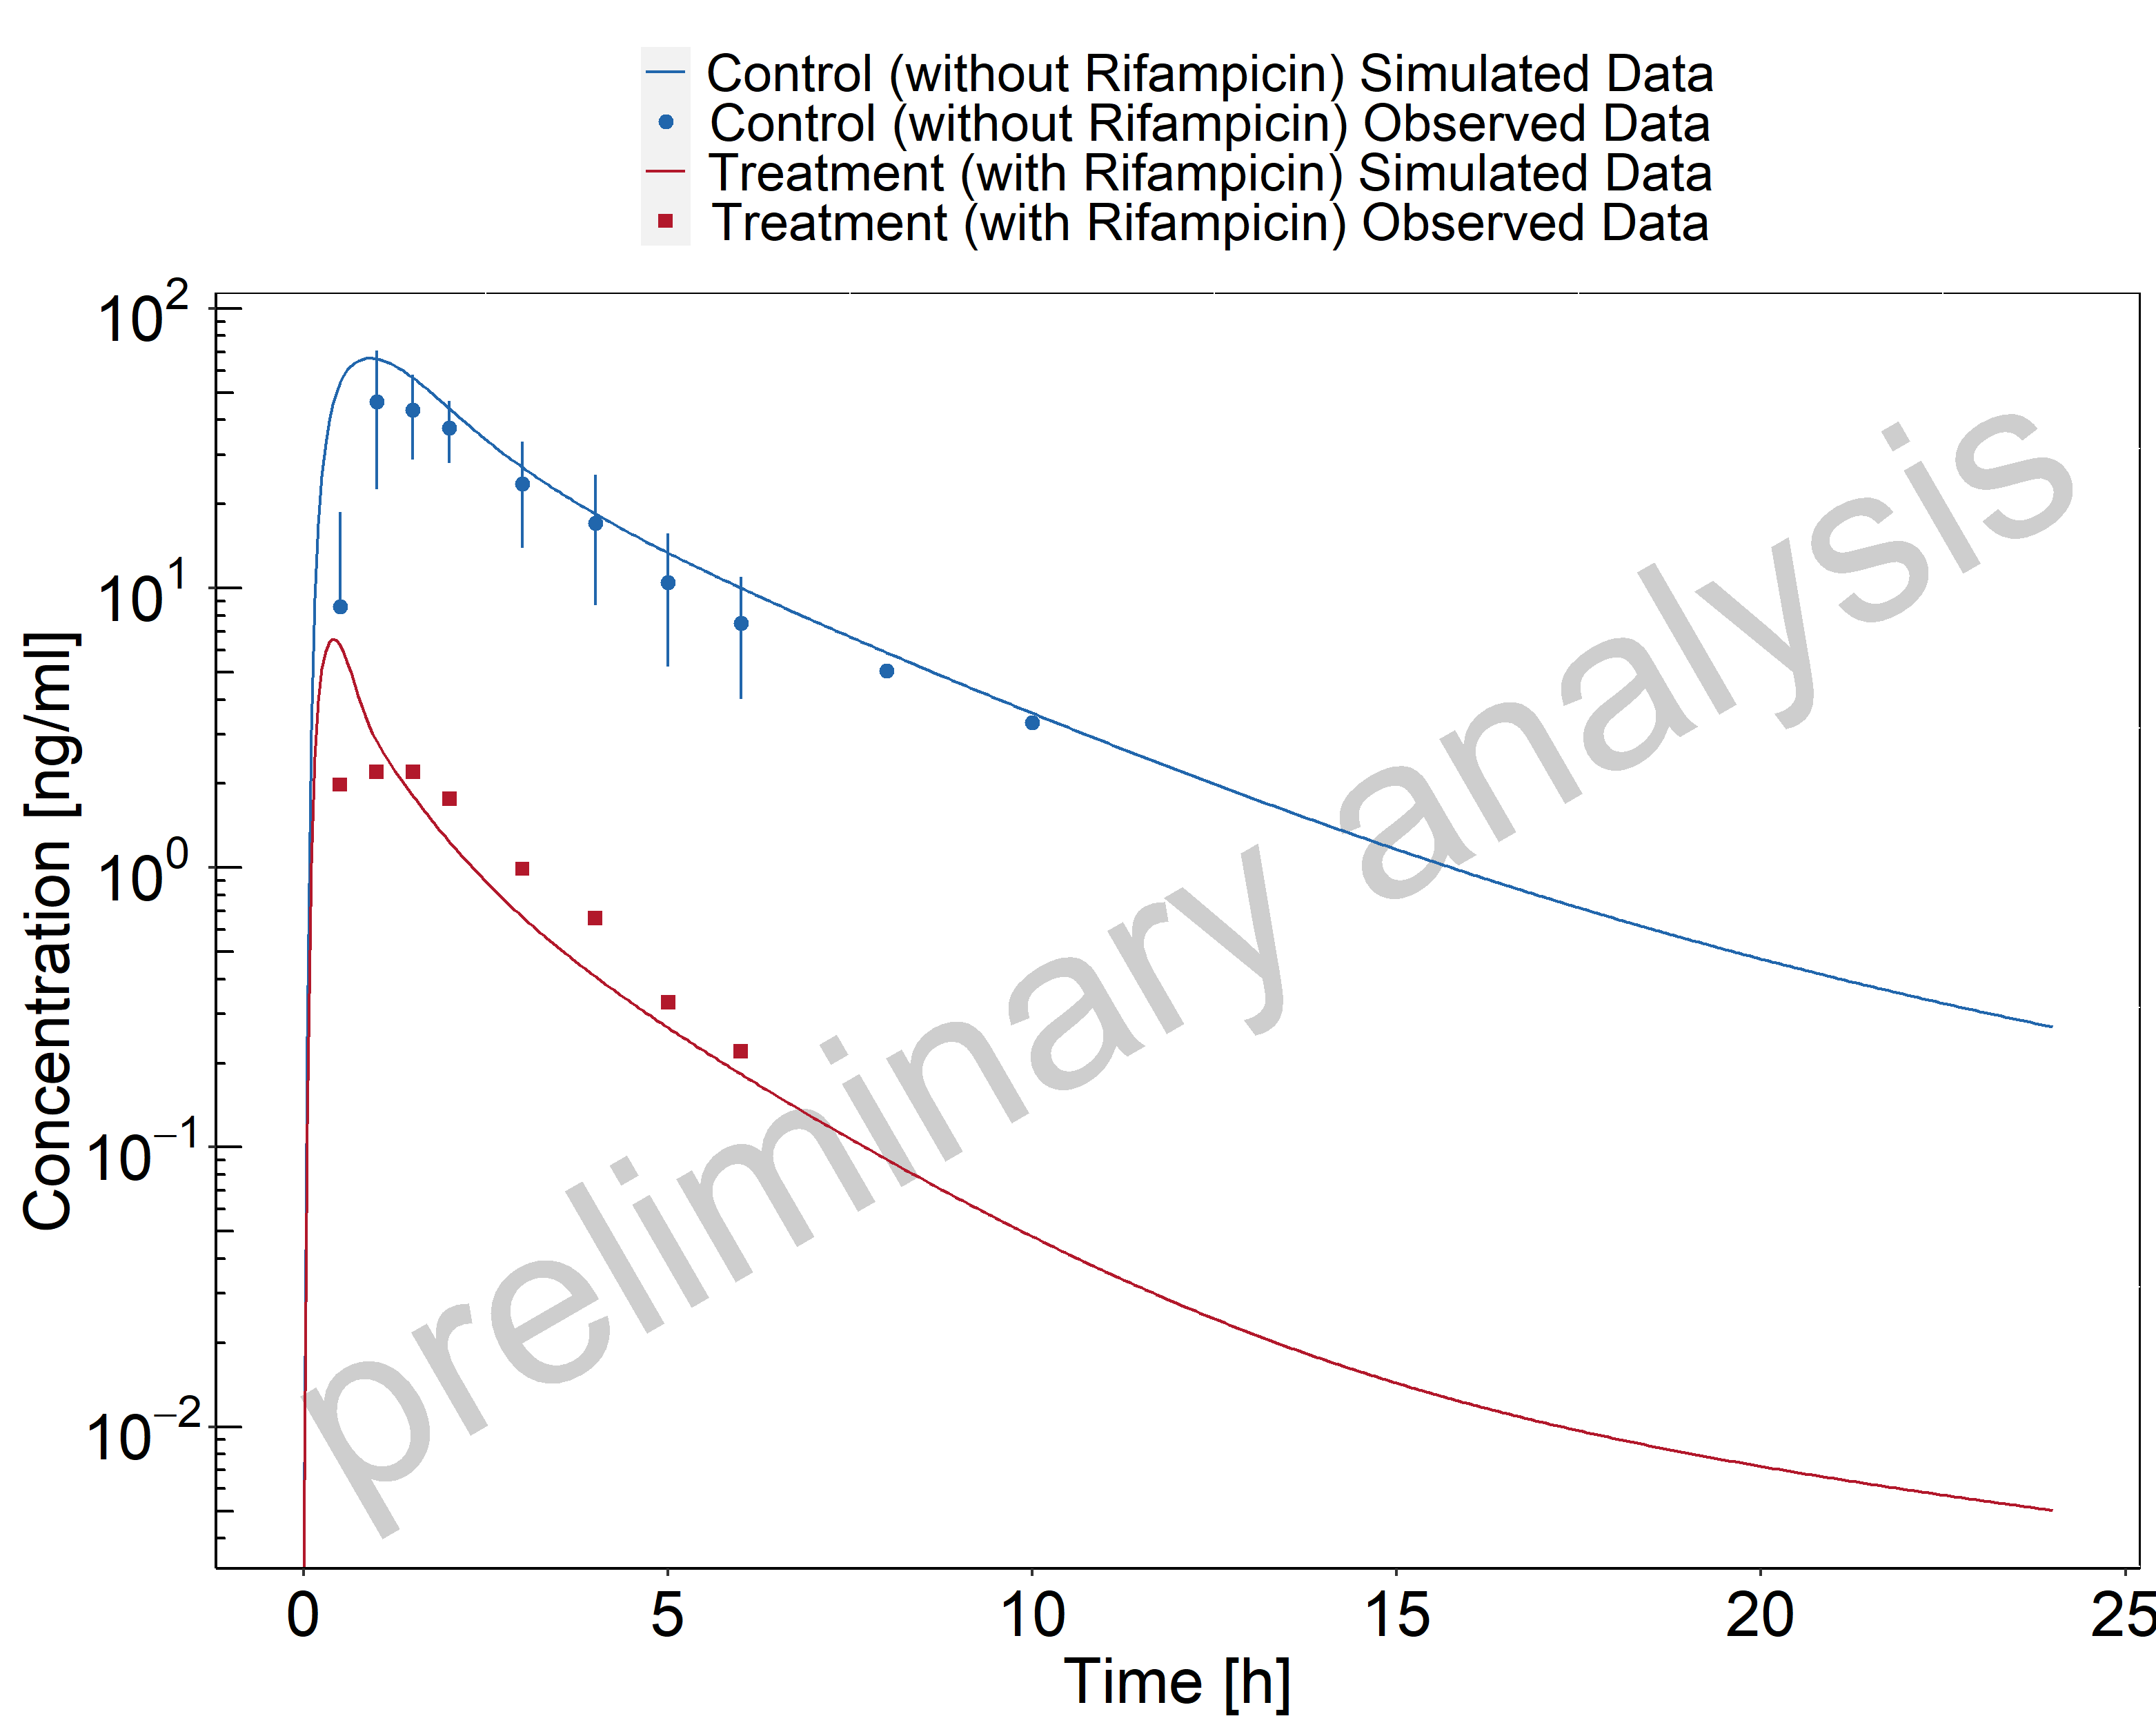 Control (without Rifampicin) Simulated Data
Control (without Rifampicin) Observed Data
Treatment (with Rifampicin) Simulated Data
Treatment (with Rifampicin) Observed Data
10²
10¹
10⁰
10⁻¹
10⁻²
Concentration [ng/ml]
preliminary analysis
0 5 10 15 20 25
Time [h]